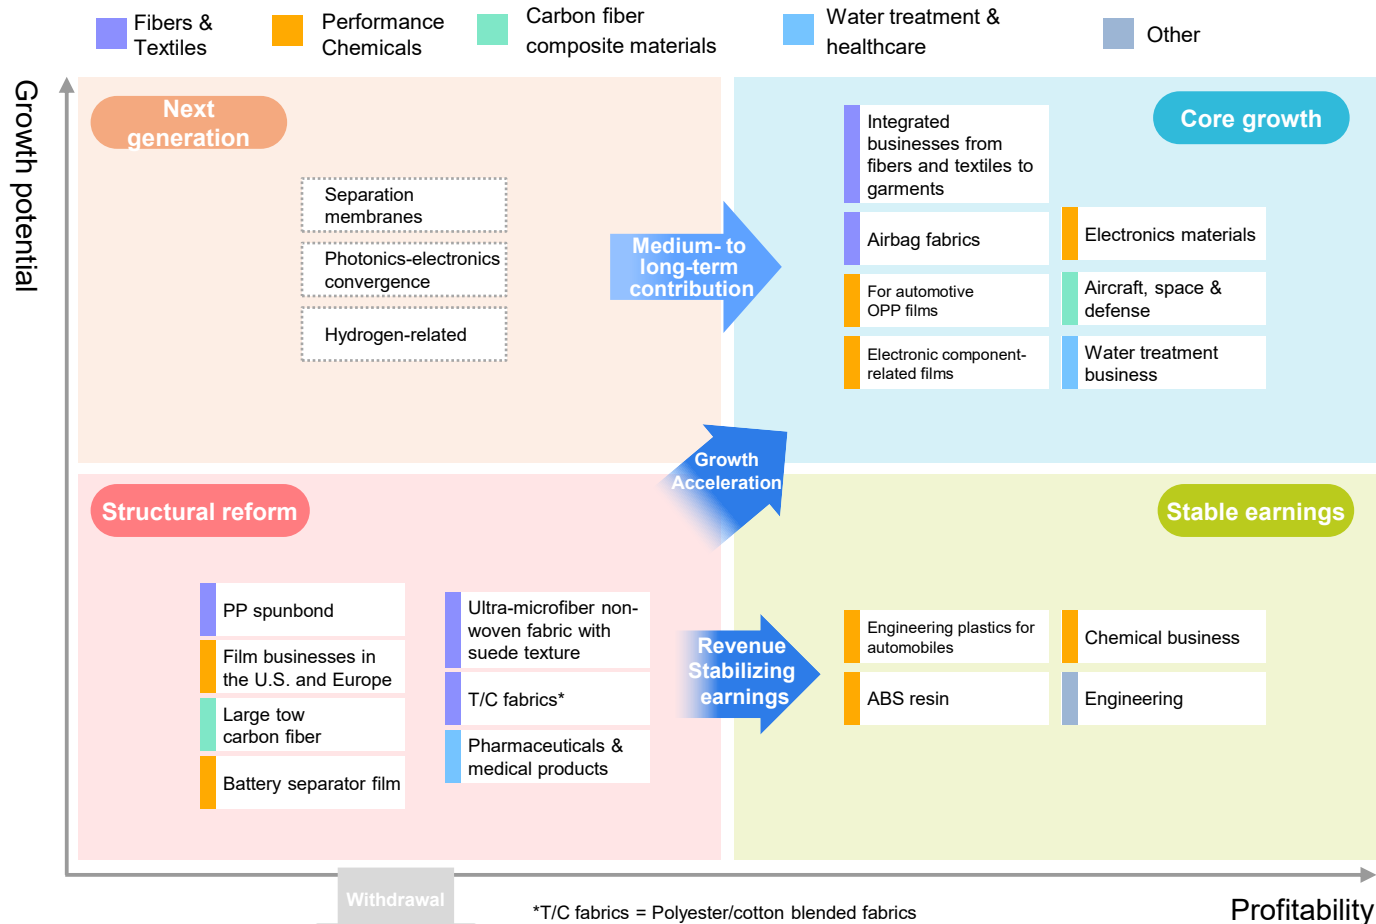 Fibers &
Textiles
Performance
Chemicals
Carbon fiber
composite materials
Water treatment &
healthcare
Other
Growth potential
Next
generation
Separation
membranes
Photonics-electronics
convergence
Hydrogen-related
Medium- to
long-term
contribution
Core growth
Integrated
businesses from
fibers and textiles to
garments
Airbag fabrics
For automotive
OPP films
Electronic component-
related films
Electronics materials
Aircraft, space &
defense
Water treatment
business
Growth
Acceleration
Structural reform
PP spunbond
Film businesses in
the U.S. and Europe
Large tow
carbon fiber
Battery separator film
Ultra-microfiber non-
woven fabric with
suede texture
T/C fabrics*
Pharmaceuticals &
medical products
Revenue
Stabilizing
earnings
Stable earnings
Engineering plastics for
automobiles
ABS resin
Chemical business
Engineering
Withdrawal
*T/C fabrics = Polyester/cotton blended fabrics
Profitability